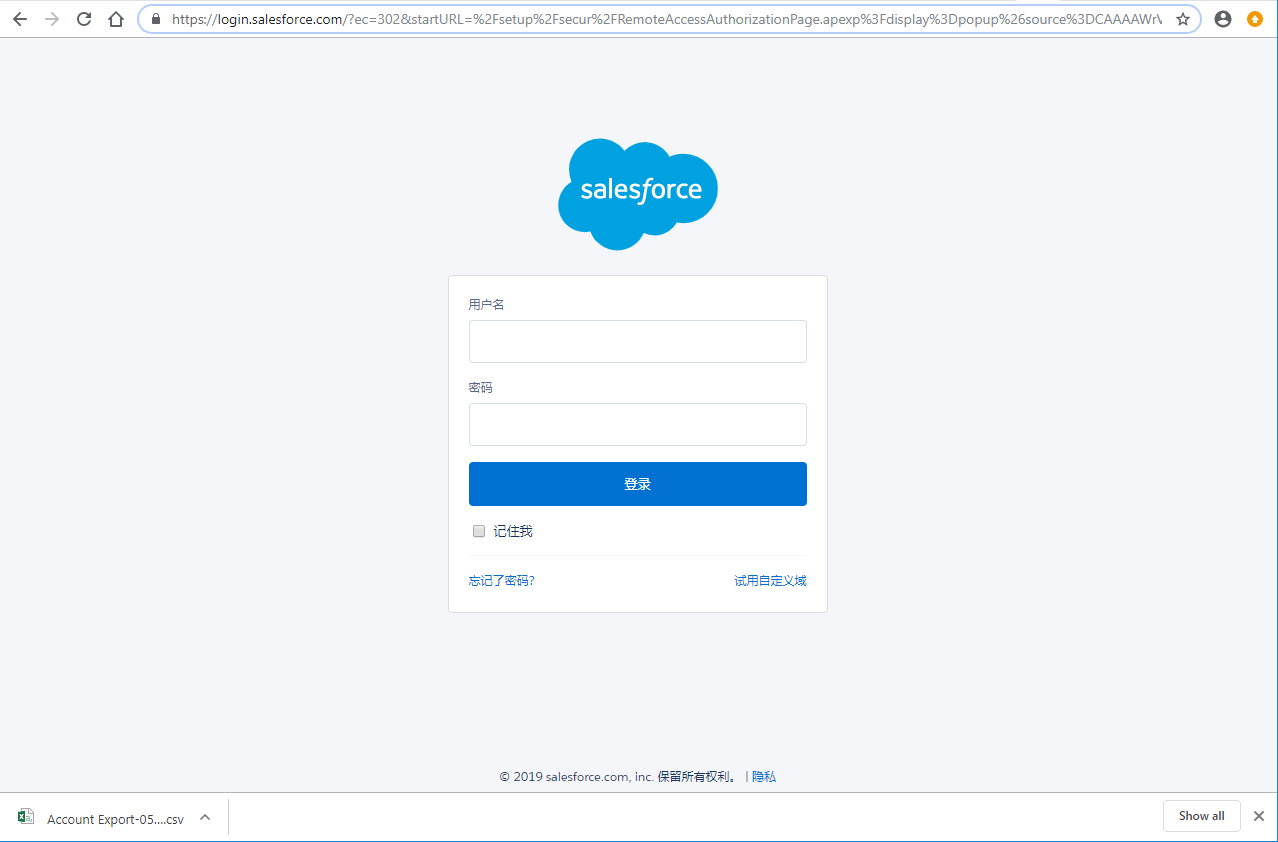 https://login.salesforce.com/?ec=302&startURL=%2Fsetup%2Fsecur%2FRemoteAccessAuthorizationPage.apexp%3Fdisplay%3Dpopup%26source%3DCAAAAWrV
salesforce
用户名
密码
登录
记住我
忘记了密码?
试用自定义域
© 2019 salesforce.com, inc. 保留所有权利。 | 隐私
Account Export-05....csv
Show all